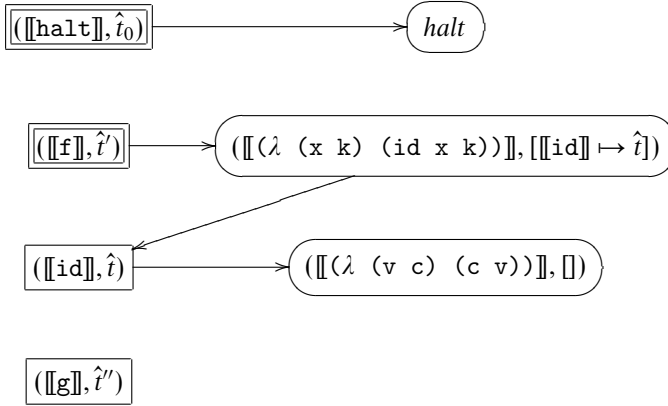 (⟦halt⟧, t̂₀) halt
(⟦f⟧, t̂′) (⟦(λ (x k) (id x k))⟧, [⟦id⟧ ↦ t̂])
(⟦id⟧, t̂) (⟦(λ (v c) (c v))⟧, [])
(⟦g⟧, t̂″)